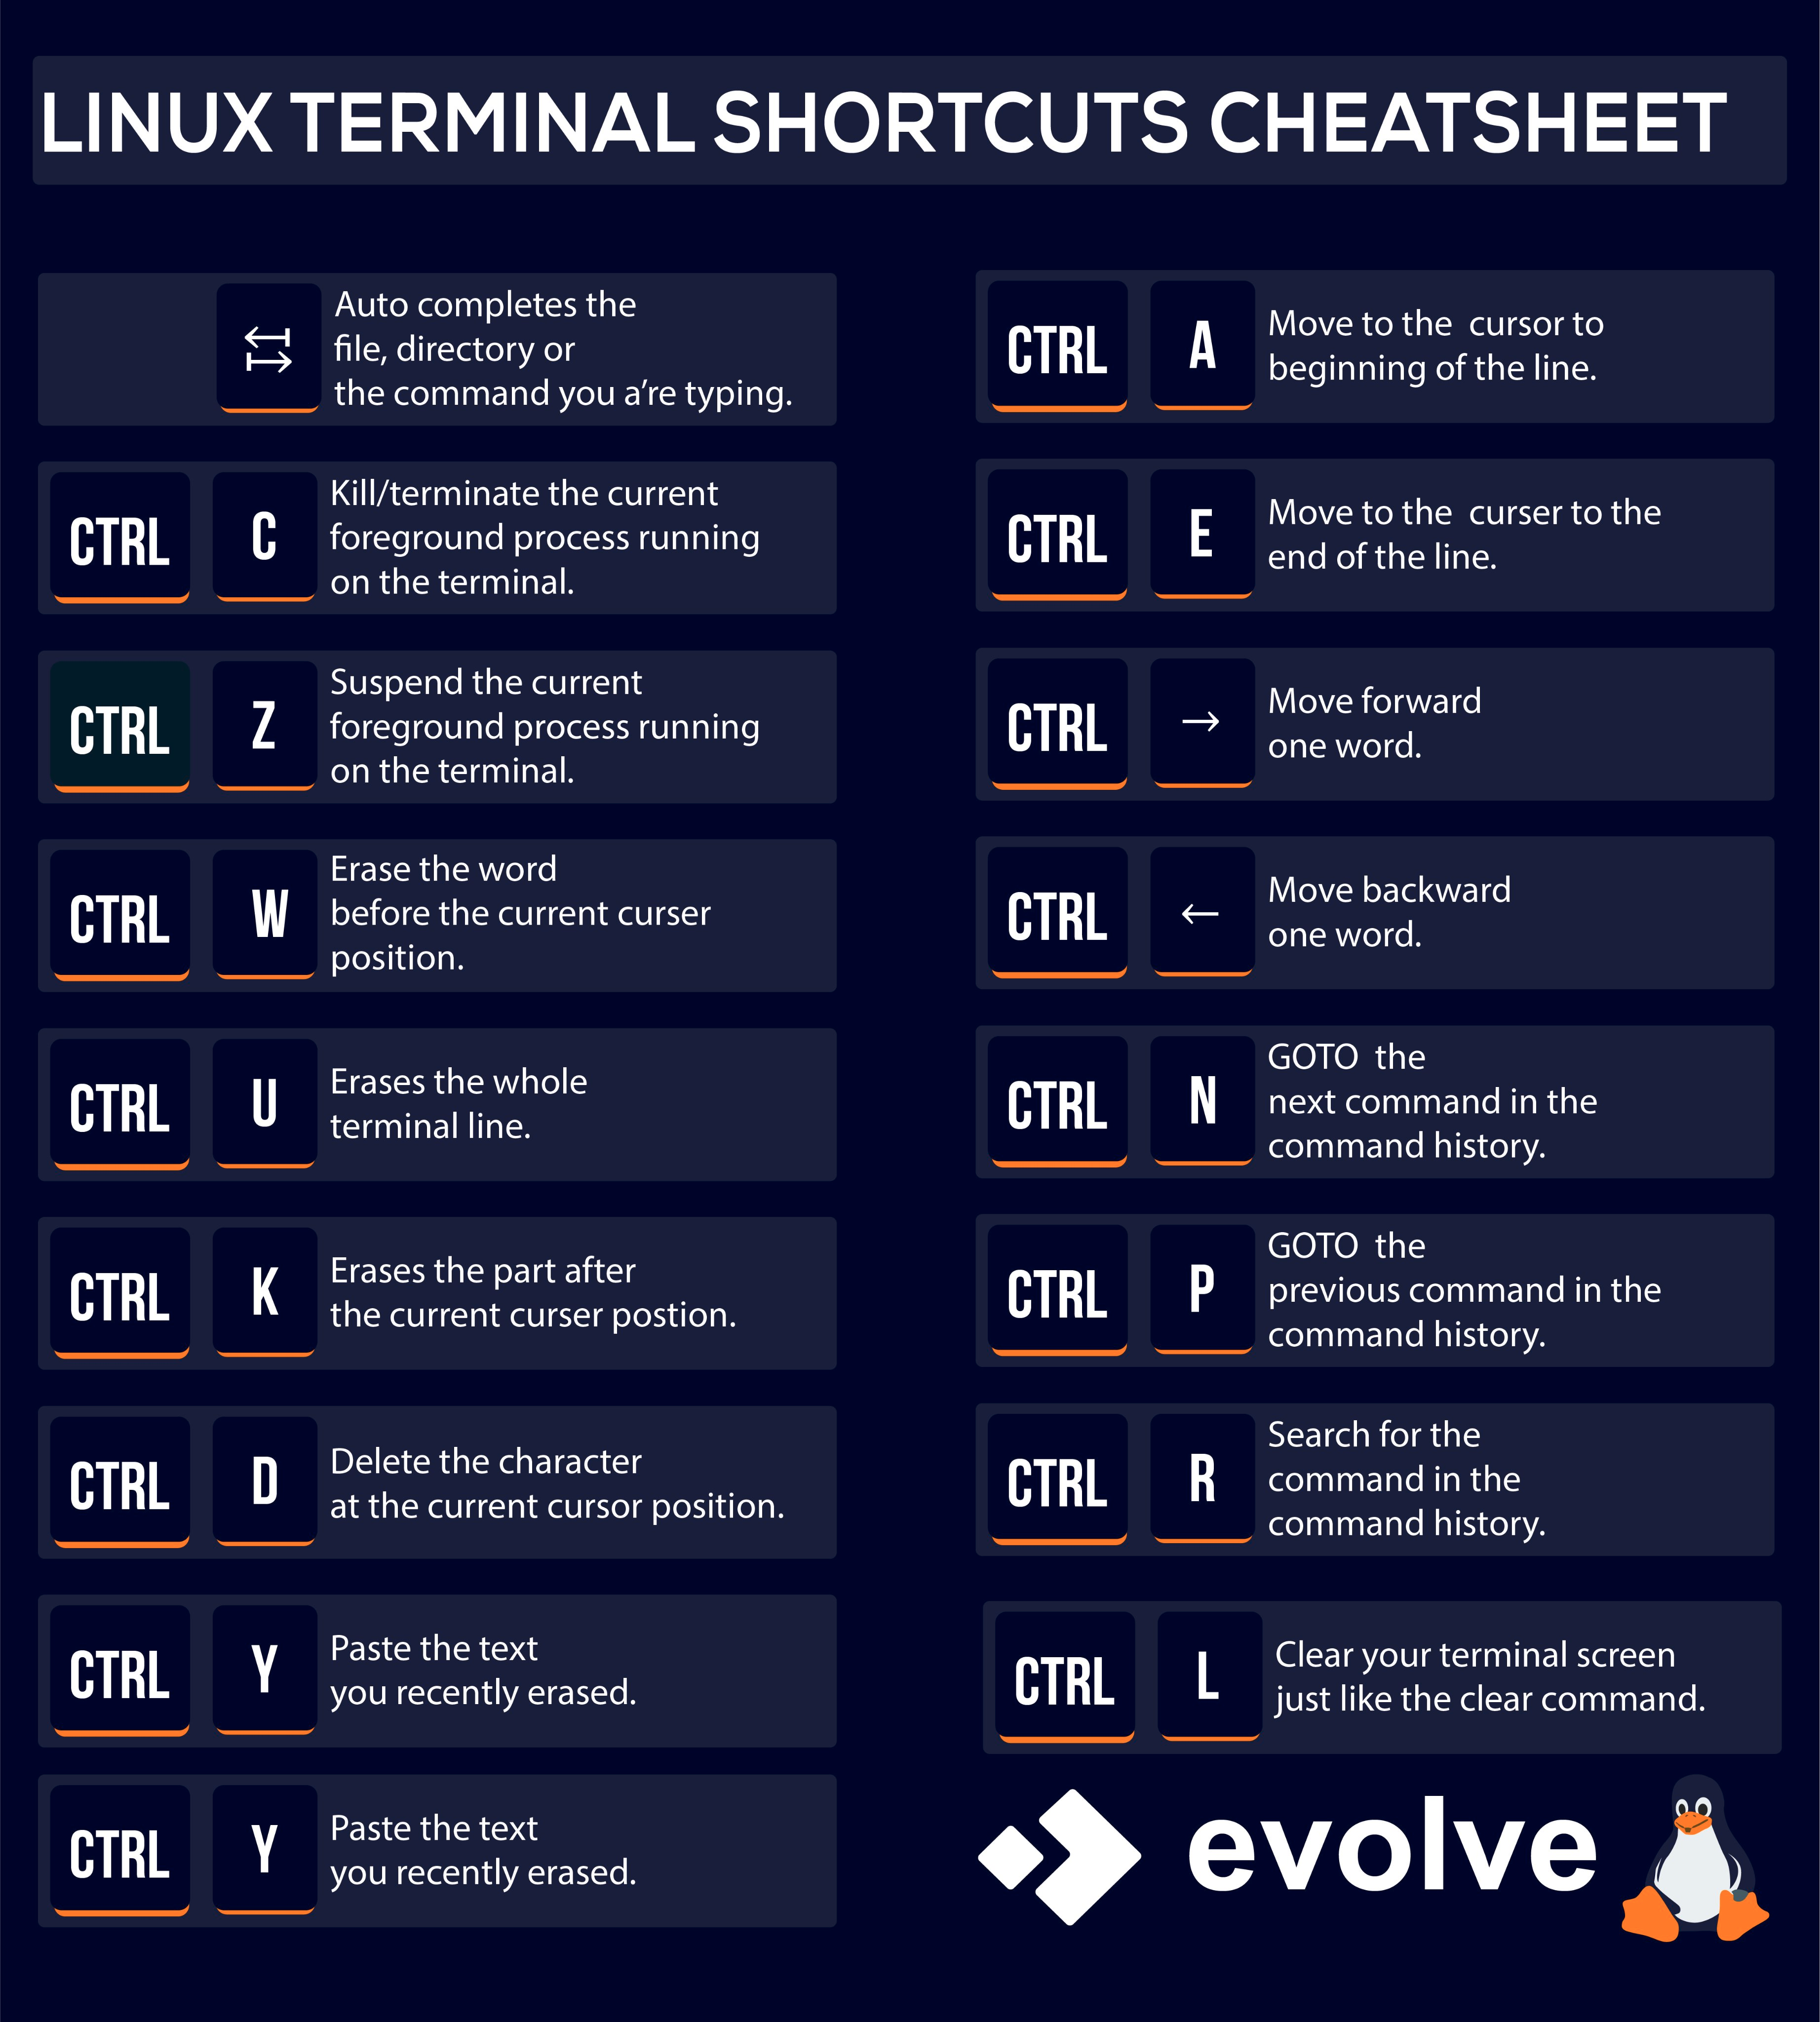 LINUX TERMINAL SHORTCUTS CHEATSHEET
Auto completes the
file, directory or
the command you a’re typing.
CTRL C
Kill/terminate the current
foreground process running
on the terminal.
CTRL Z
Suspend the current
foreground process running
on the terminal.
CTRL W
Erase the word
before the current curser
position.
CTRL U
Erases the whole
terminal line.
CTRL K
Erases the part after
the current curser postion.
CTRL D
Delete the character
at the current cursor position.
CTRL Y
Paste the text
you recently erased.
CTRL Y
Paste the text
you recently erased.
CTRL A
Move to the cursor to
beginning of the line.
CTRL E
Move to the curser to the
end of the line.
CTRL →
Move forward
one word.
CTRL ←
Move backward
one word.
CTRL N
GOTO the
next command in the
command history.
CTRL P
GOTO the
previous command in the
command history.
CTRL R
Search for the
command in the
command history.
CTRL L
Clear your terminal screen
just like the clear command.
evolve